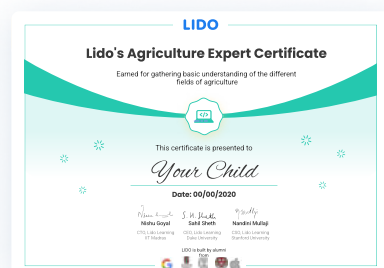 LIDO
Lido's Agriculture Expert Certificate
Earned for gathering basic understanding of the different
fields of agriculture
</>
This certificate is presented to
Your Child
Date: 00/00/2020
Nishu Goyal Sahil Sheth Nandini Mullaji
CTO, Lido Learning CEO, Lido Learning CEO, Lido Learning
IIT Madras Duke University Stanford University
LIDO is built by alumni
from